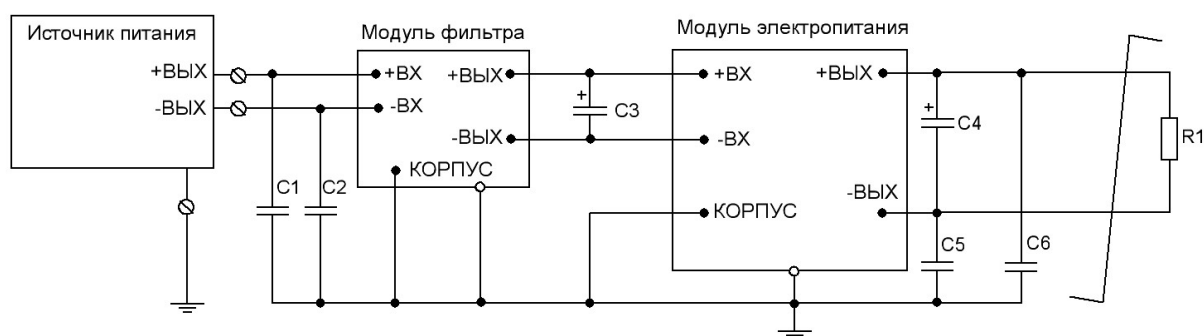 Источник питания
+ВЫХ
-ВЫХ
Модуль фильтра
+ВХ
-ВХ
+ВЫХ
-ВЫХ
КОРПУС
C1
C2
+
C3
Модуль электропитания
+ВХ
-ВХ
КОРПУС
+ВЫХ
-ВЫХ
+
C4
C5
C6
R1